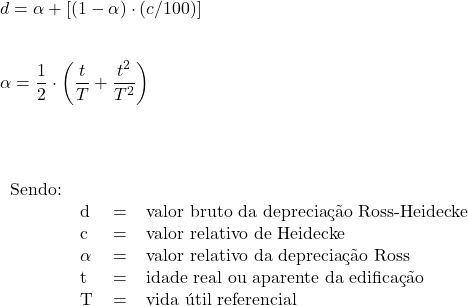 d = α + [(1 − α) · (c/100)]
α = 1/2 · (t/T + t²/T²)
Sendo:
d = valor bruto da depreciação Ross-Heidecke
c = valor relativo de Heidecke
α = valor relativo da depreciação Ross
t = idade real ou aparente da edificação
T = vida útil referencial